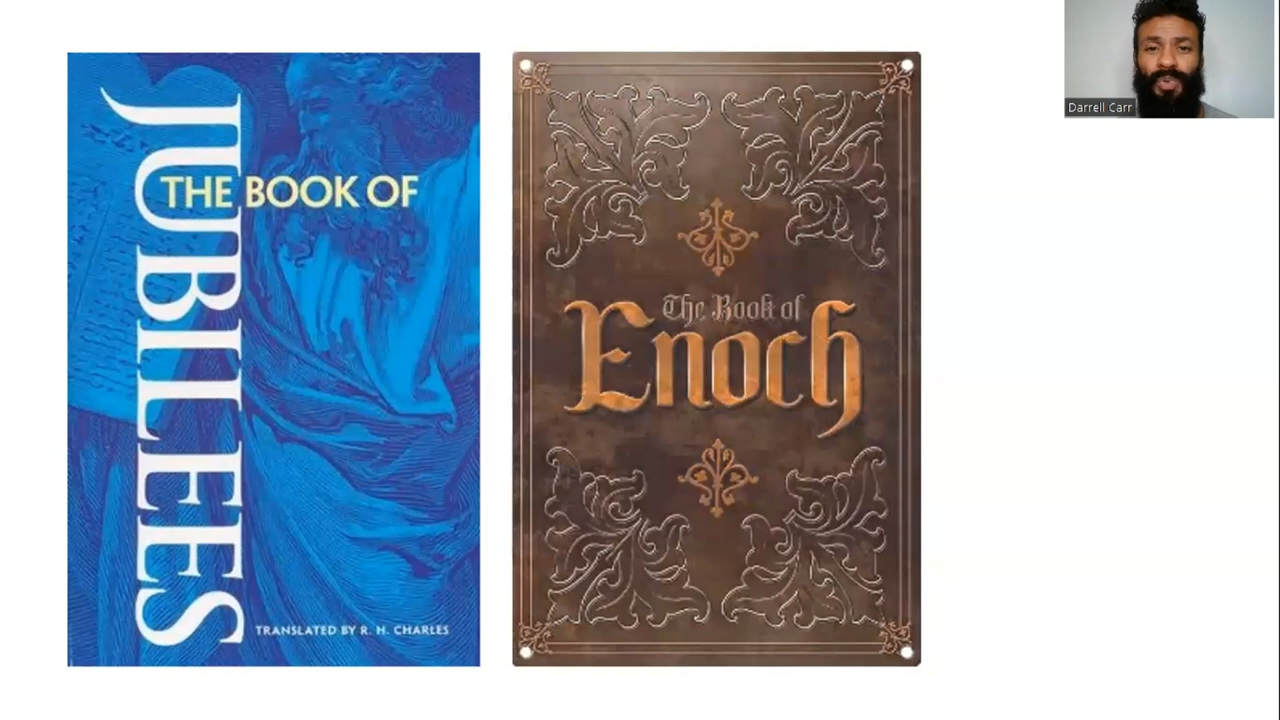 THE BOOK OF
JUBILEES
TRANSLATED BY R. H. CHARLES
The Book of
Enoch
Darrell Carr